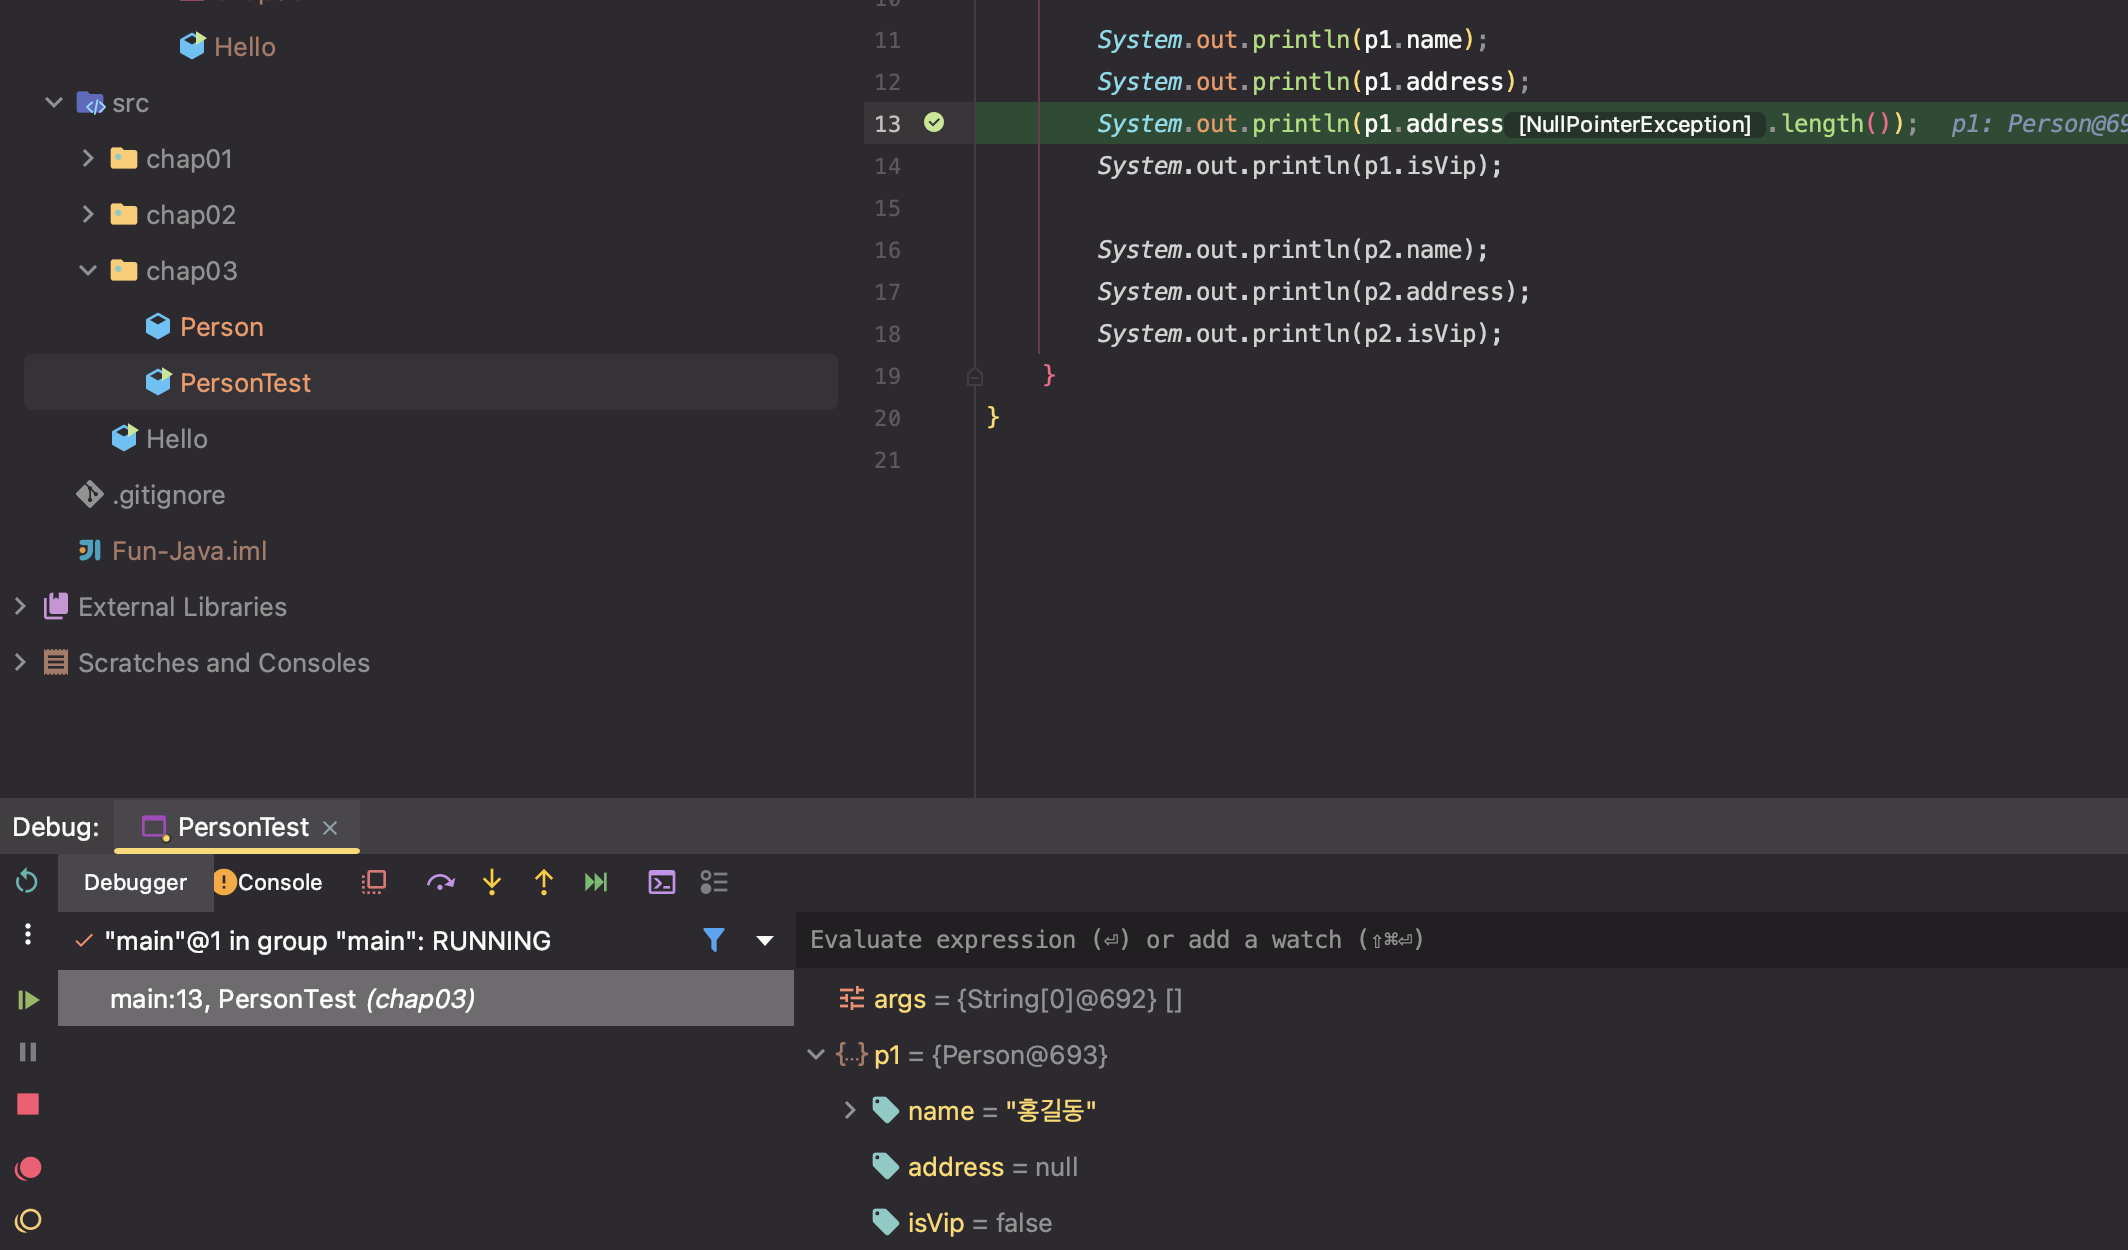 Hello
src
chap01
chap02
chap03
Person
PersonTest
Hello
.gitignore
Fun-Java.iml
External Libraries
Scratches and Consoles
11 System.out.println(p1.name);
12 System.out.println(p1.address);
13 System.out.println(p1.address [NullPointerException] .length()); p1: Person@69
14 System.out.println(p1.isVip);
15
16 System.out.println(p2.name);
17 System.out.println(p2.address);
18 System.out.println(p2.isVip);
19 }
20 }
21
Debug: PersonTest
Debugger Console
"main"@1 in group "main": RUNNING
main:13, PersonTest (chap03)
Evaluate expression (⏎) or add a watch (⇧⌘⏎)
args = {String[0]@692} []
{...} p1 = {Person@693}
name = "홍길동"
address = null
isVip = false